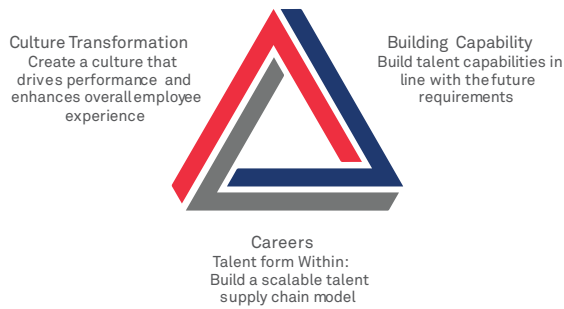 Culture Transformation
Create a culture that
drives performance and
enhances overall employee
experience
Building Capability
Build talent capabilities in
line with the future
requirements
Careers
Talent form Within:
Build a scalable talent
supply chain model